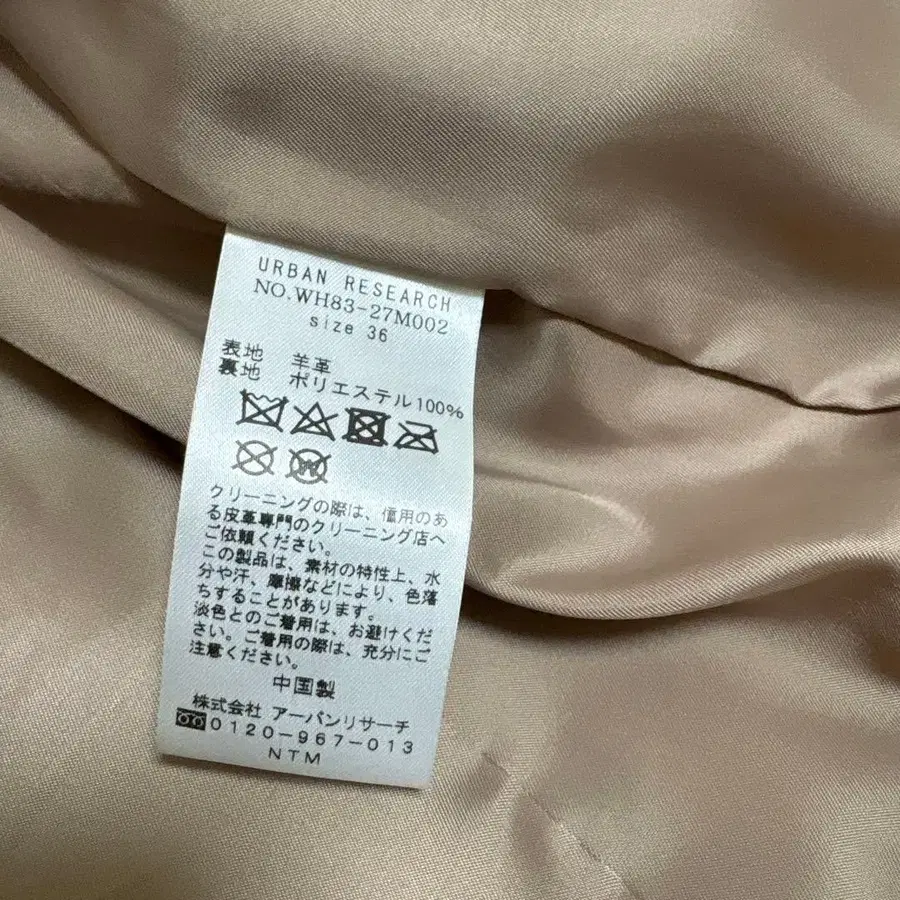 URBAN RESEARCH
NO.WH83-27M002
size 36
表地 羊革
裏地 ポリエステル100%
クリーニングの際は、信用のあ
る皮革専門のクリーニング店へ
ご依頼ください。
この製品は、素材の特性上、水
分や汗、摩擦などにより、色落
ちすることがあります。
淡色とのご着用は、お避けくだ
さい。ご着用の際は、充分にご
注意ください。
中国製
株式会社 アーバンリサーチ
0120-967-013
NTM